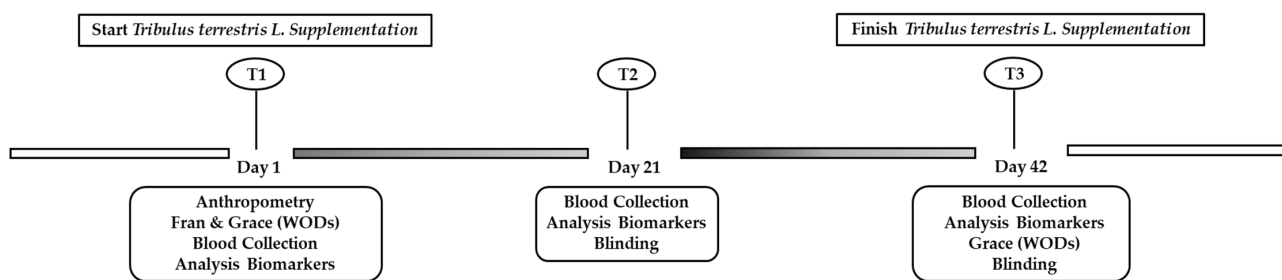 Start Tribulus terrestris L. Supplementation
Finish Tribulus terrestris L. Supplementation
T1
T2
T3
Day 1
Day 21
Day 42
Anthropometry
Fran & Grace (WODs)
Blood Collection
Analysis Biomarkers
Blood Collection
Analysis Biomarkers
Blinding
Blood Collection
Analysis Biomarkers
Grace (WODs)
Blinding